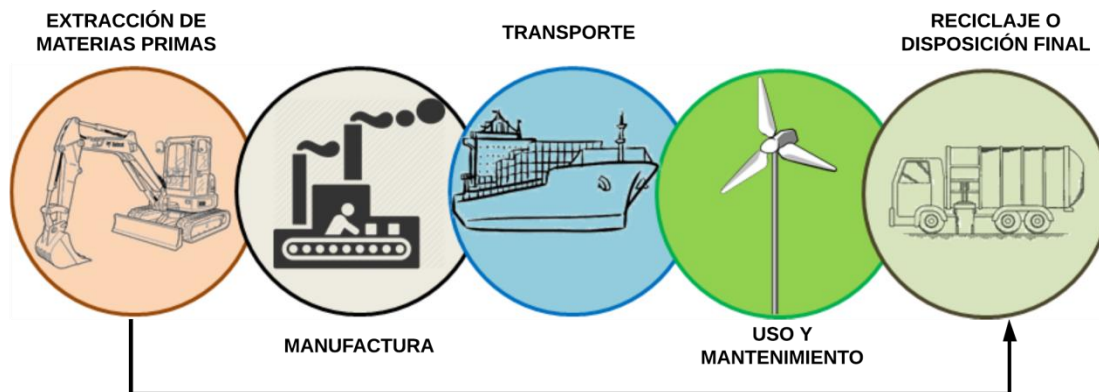 EXTRACCIÓN DE
MATERIAS PRIMAS
MANUFACTURA
TRANSPORTE
USO Y
MANTENIMIENTO
RECICLAJE O
DISPOSICIÓN FINAL